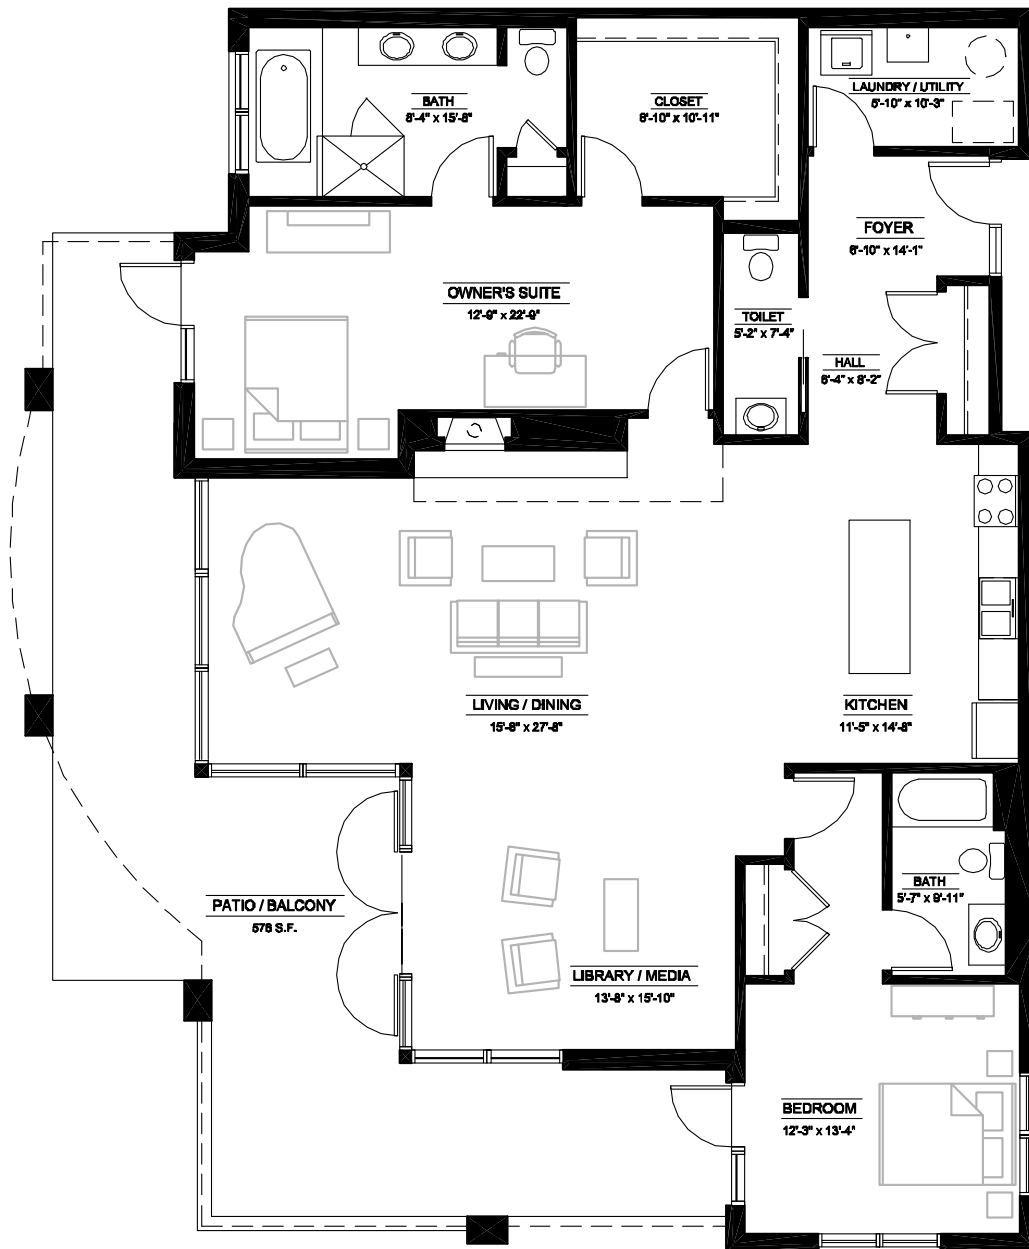 BATH
8'-4" x 15'-8"
CLOSET
8'-10" x 10'-11"
LAUNDRY / UTILITY
5'-10" x 10'-3"
FOYER
6'-10" x 14'-1"
OWNER'S SUITE
12'-9" x 22'-9"
TOILET
5'-2" x 7'-4"
HALL
6'-4" x 8'-2"
LIVING / DINING
15'-8" x 27'-8"
KITCHEN
11'-5" x 14'-8"
BATH
5'-7" x 9'-11"
PATIO / BALCONY
576 S.F.
LIBRARY / MEDIA
13'-8" x 15'-10"
BEDROOM
12'-3" x 13'-4"